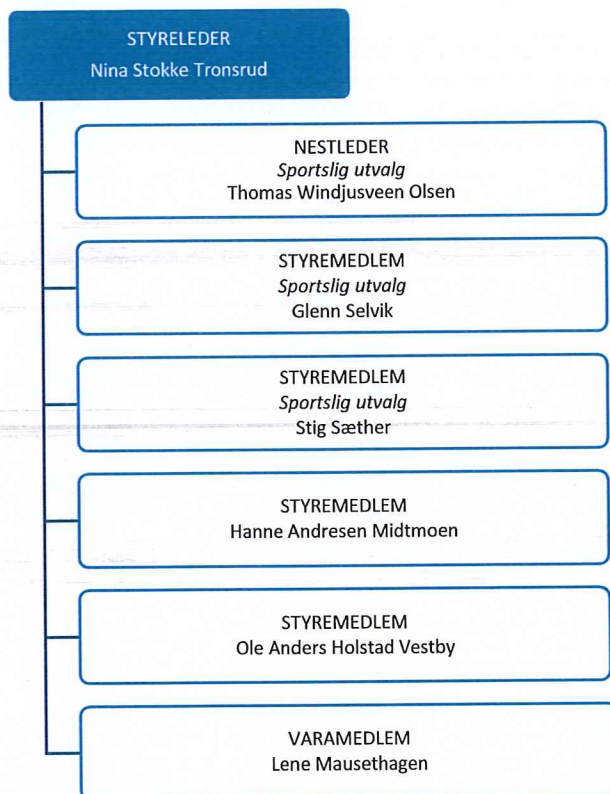 STYRELEDER
Nina Stokke Tronsrud
NESTLEDER
Sportslig utvalg
Thomas Windjusveen Olsen
STYREMEDLEM
Sportslig utvalg
Glenn Selvik
STYREMEDLEM
Sportslig utvalg
Stig Sæther
STYREMEDLEM
Hanne Andresen Midtmoen
STYREMEDLEM
Ole Anders Holstad Vestby
VARAMEDLEM
Lene Mausethagen